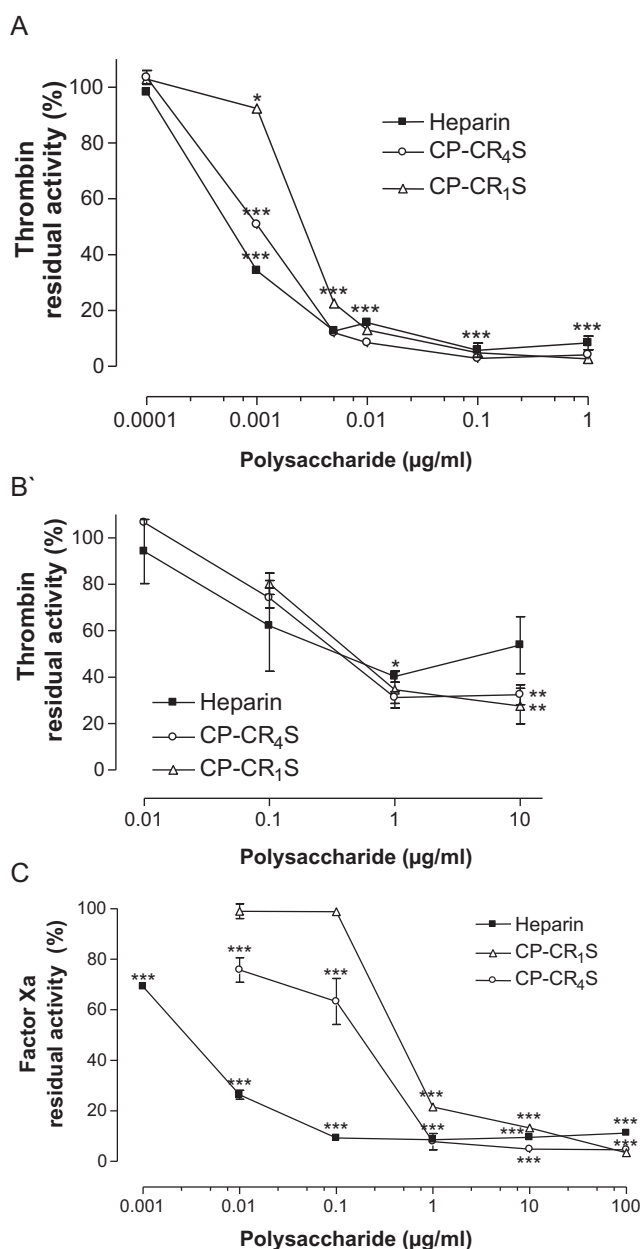 A
Thrombin
residual activity (%)
100
80
60
40
20
0
*
***
***
***
***
***
***
Heparin
CP-CR₄S
CP-CR₁S
0.0001
0.001
0.01
0.1
1
Polysaccharide (µg/ml)
B`
Thrombin
residual activity (%)
100
80
60
40
20
0
*
**
**
Heparin
CP-CR₄S
CP-CR₁S
0.01
0.1
1
10
Polysaccharide (µg/ml)
C
Factor Xa
residual activity (%)
100
80
60
40
20
0
***
***
***
***
***
***
***
***
***
***
***
***
***
Heparin
CP-CR₁S
CP-CR₄S
0.001
0.01
0.1
1
10
100
Polysaccharide (µg/ml)